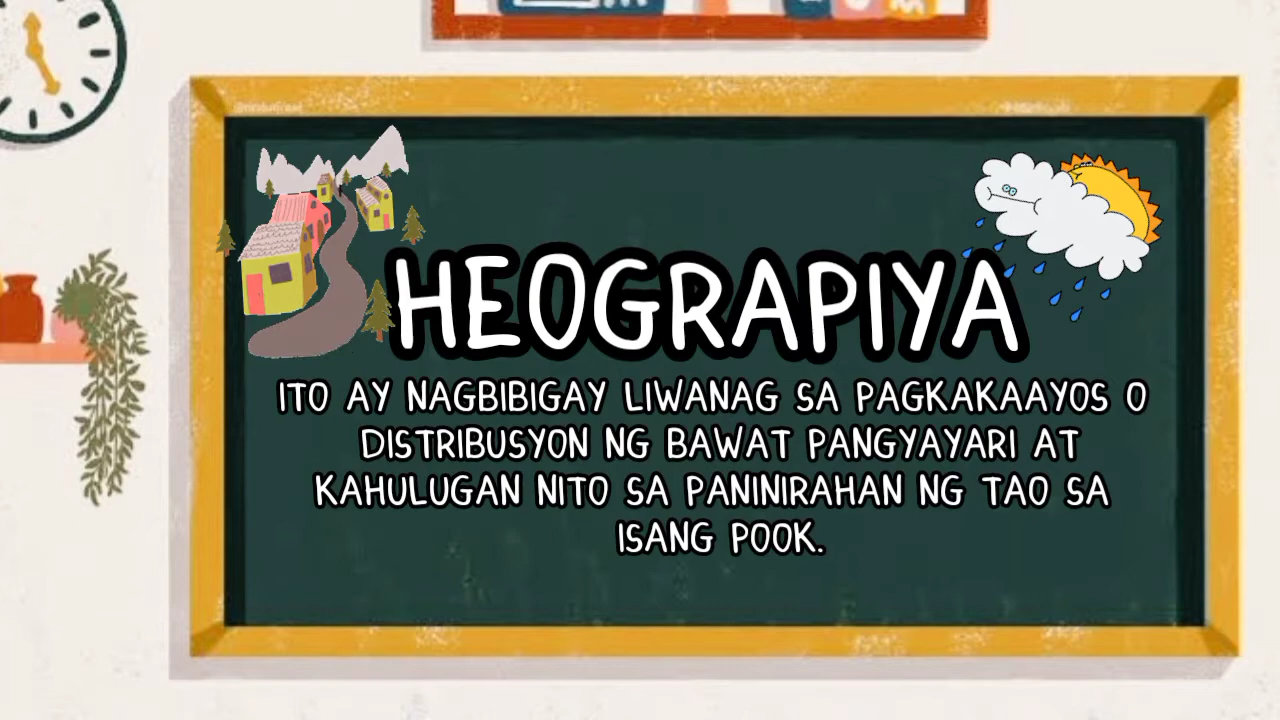 HEOGRAPIYA
ITO AY NAGBIBIGAY LIWANAG SA PAGKAKAAYOS O
DISTRIBUSYON NG BAWAT PANGYAYARI AT
KAHULUGAN NITO SA PANINIRAHAN NG TAO SA
ISANG POOK.